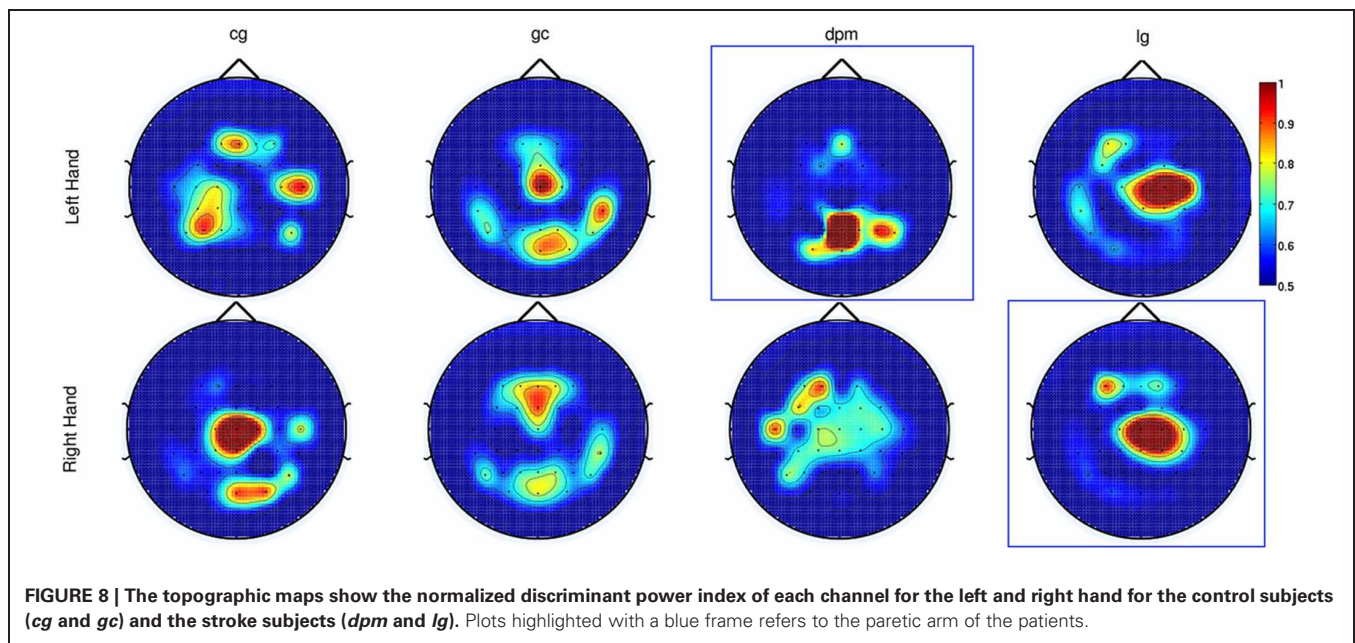 cg gc dpm lg
Left Hand
1
0.9
0.8
0.7
0.6
0.5
Right Hand
FIGURE 8 | The topographic maps show the normalized discriminant power index of each channel for the left and right hand for the control subjects
(cg and gc) and the stroke subjects (dpm and lg). Plots highlighted with a blue frame refers to the paretic arm of the patients.